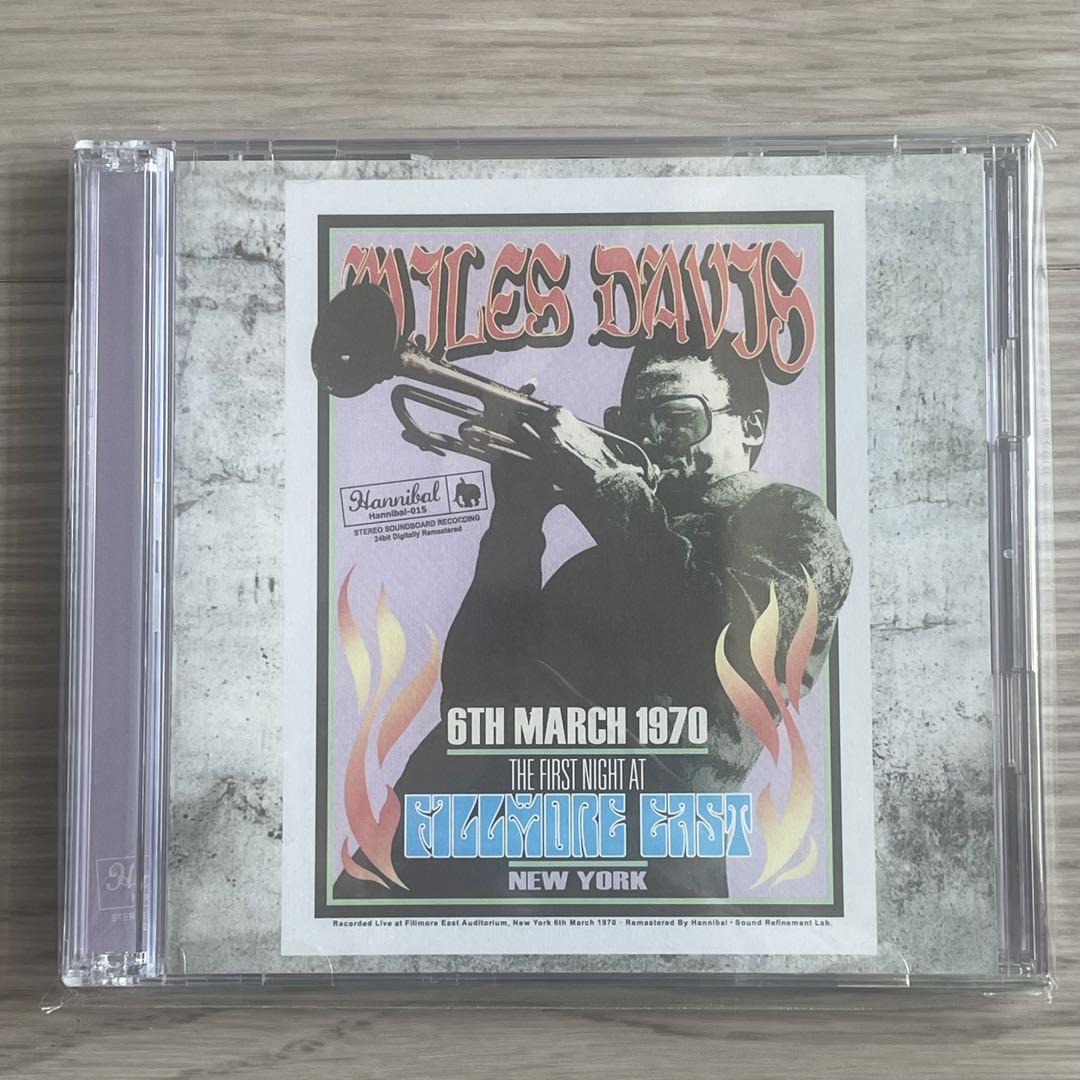 MILES DAVIS
Hannibal
Hannibal-015
STEREO SOUNDBOARD RECORDING
24bit Digitally Remastered
6TH MARCH 1970
THE FIRST NIGHT AT
FILLMORE EAST
NEW YORK
Recorded Live at Fillmore East Auditorium, New York 6th March 1970 · Remastered By Hannibal · Sound Refinement Lab.